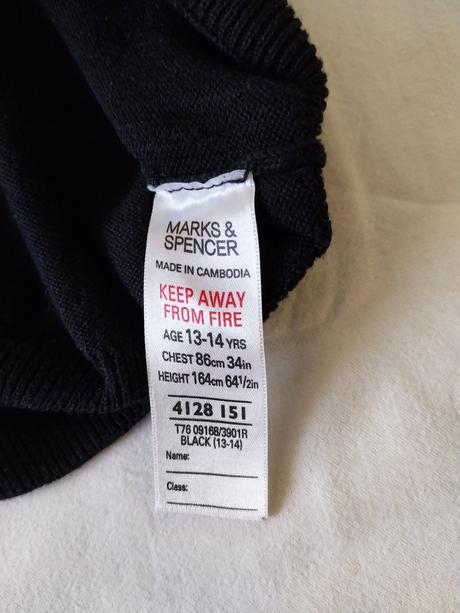 MARKS &
SPENCER
MADE IN CAMBODIA
KEEP AWAY
FROM FIRE
AGE 13-14 YRS
CHEST 86cm 34in
HEIGHT 164cm 64½in
4128 151
T76 09168/3901R
BLACK (13-14)
Name:
Class: